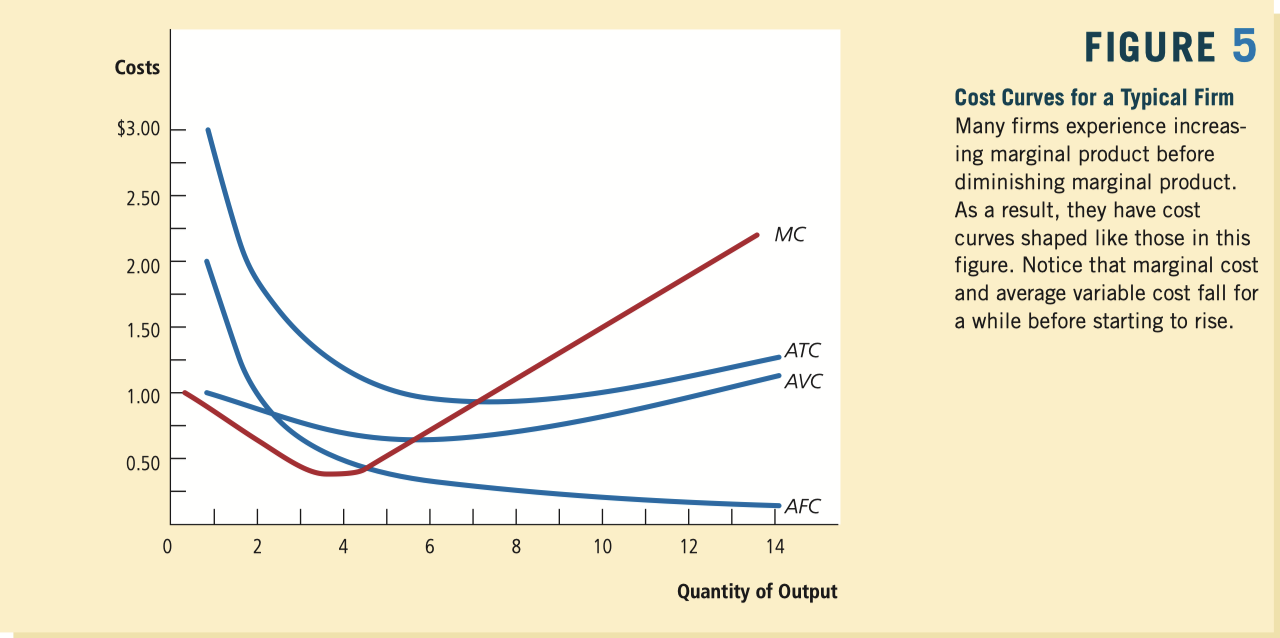 FIGURE 5
Cost Curves for a Typical Firm
Many firms experience increas-
ing marginal product before
diminishing marginal product.
As a result, they have cost
curves shaped like those in this
figure. Notice that marginal cost
and average variable cost fall for
a while before starting to rise.
Costs
$3.00
2.50
2.00
1.50
1.00
0.50
MC
ATC
AVC
AFC
0 2 4 6 8 10 12 14
Quantity of Output